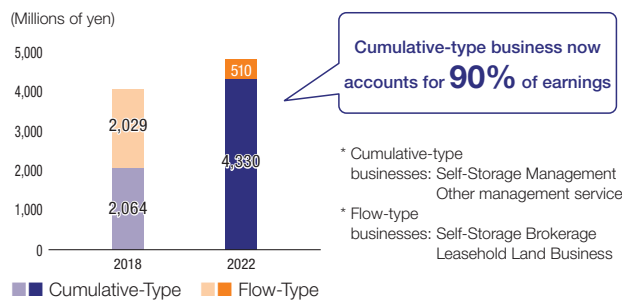 (Millions of yen)
5,000
4,000
3,000
2,000
1,000
0
510
2,029
4,330
2,064
2018
2022
Cumulative-Type
Flow-Type
Cumulative-type business now
accounts for 90% of earnings
* Cumulative-type
businesses: Self-Storage Management
Other management service
* Flow-type
businesses: Self-Storage Brokerage
Leasehold Land Business